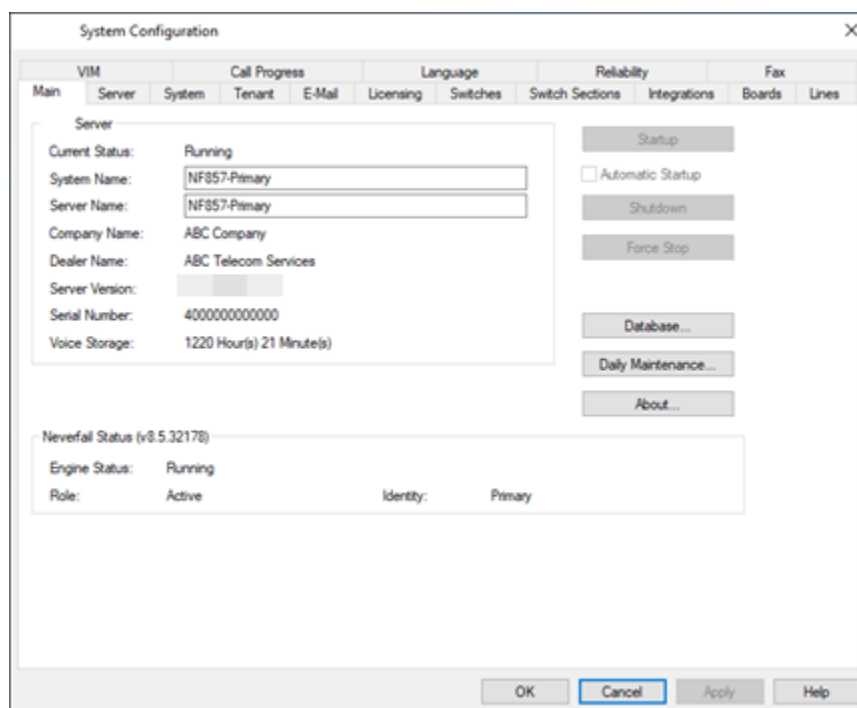 System Configuration
VIM Call Progress Language Reliability Fax
Main Server System Tenant E-Mail Licensing Switches Switch Sections Integrations Boards Lines
Server
Current Status: Running
Startup
System Name: NF857-Primary
Automatic Startup
Server Name: NF857-Primary
Shutdown
Company Name: ABC Company
Force Stop
Dealer Name: ABC Telecom Services
Server Version:
Serial Number: 4000000000000
Database...
Voice Storage: 1220 Hour(s) 21 Minute(s)
Daily Maintenance...
About...
Neverfail Status (v8.5.32178)
Engine Status: Running
Role: Active Identity: Primary
OK Cancel Apply Help